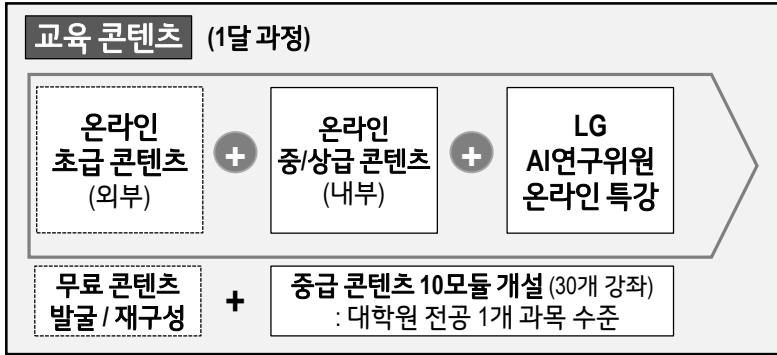 교육 콘텐츠 (1달 과정)
온라인
초급 콘텐츠
(외부)
+
온라인
중/상급 콘텐츠
(내부)
+
LG
AI연구위원
온라인 특강
무료 콘텐츠
발굴 / 재구성
+
중급 콘텐츠 10모듈 개설 (30개 강좌)
: 대학원 전공 1개 과목 수준